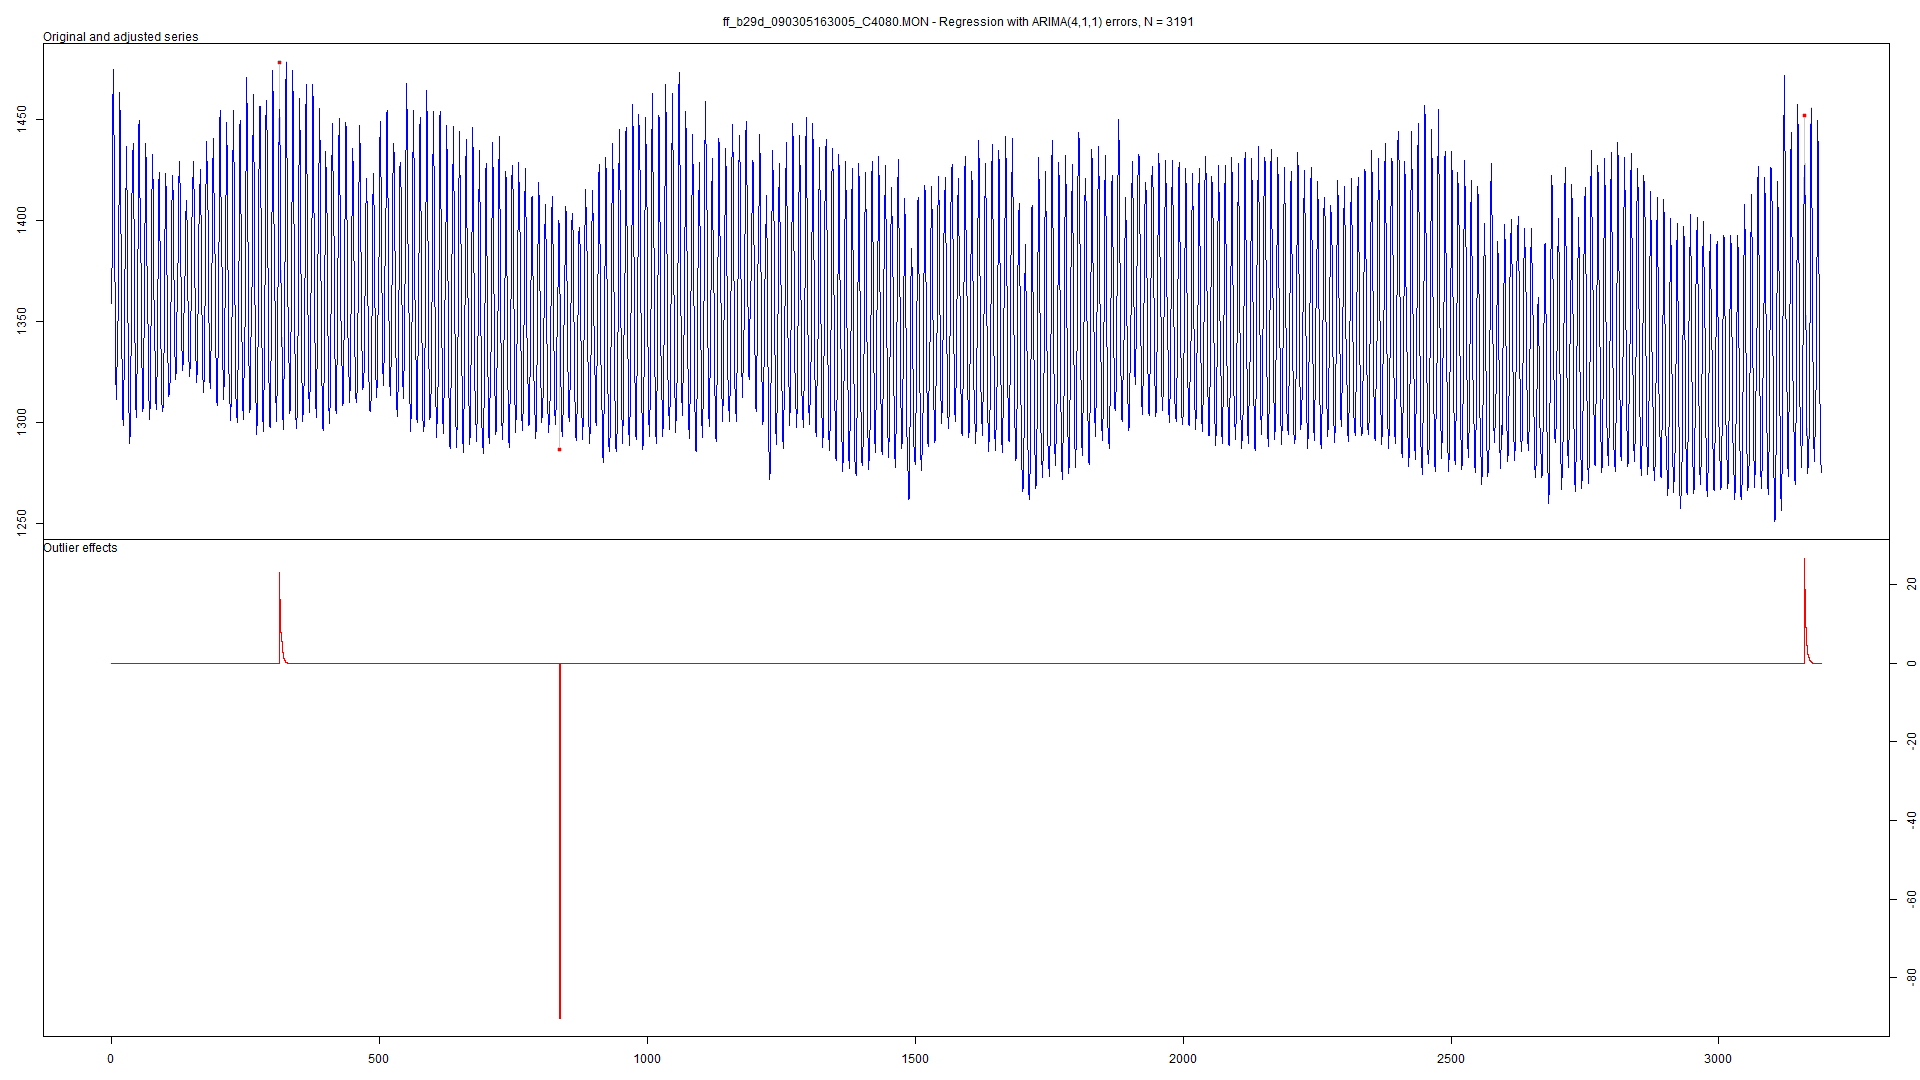 ff_b29d_090305163005_C4080.MON - Regression with ARIMA(4,1,1) errors, N = 3191
Original and adjusted series
1450
1400
1350
1300
1250
Outlier effects
20
0
-20
-40
-60
-80
0 500 1000 1500 2000 2500 3000